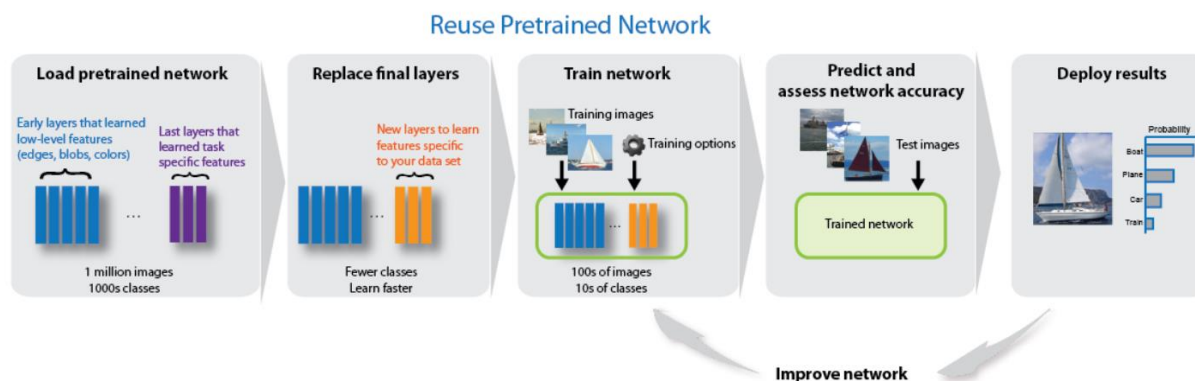 Reuse Pretrained Network
Load pretrained network
Early layers that learned
low-level features
(edges, blobs, colors)
Last layers that
learned task
specific features
...
1 million images
1000s classes
Replace final layers
New layers to learn
features specific
to your data set
...
Fewer classes
Learn faster
Train network
Training images
Training options
...
100s of images
10s of classes
Predict and
assess network accuracy
Test images
Trained network
Deploy results
Probability
Boat
Plane
Car
Train
Improve network